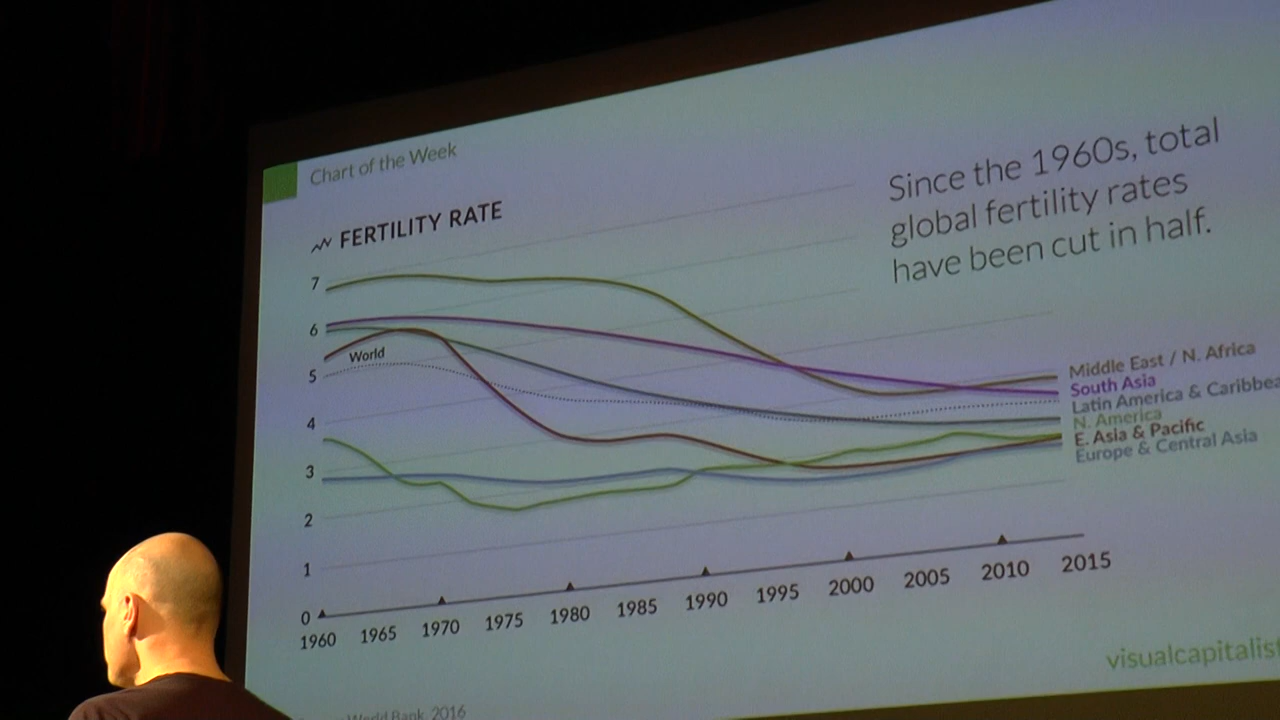 Chart of the Week
FERTILITY RATE
Since the 1960s, total
global fertility rates
have been cut in half.
7
6
5
4
3
2
1
0
World
Middle East / N. Africa
South Asia
Latin America & Caribbea
N. America
E. Asia & Pacific
Europe & Central Asia
1960 1965 1970 1975 1980 1985 1990 1995 2000 2005 2010 2015
visualcapitalist
World Bank, 2016